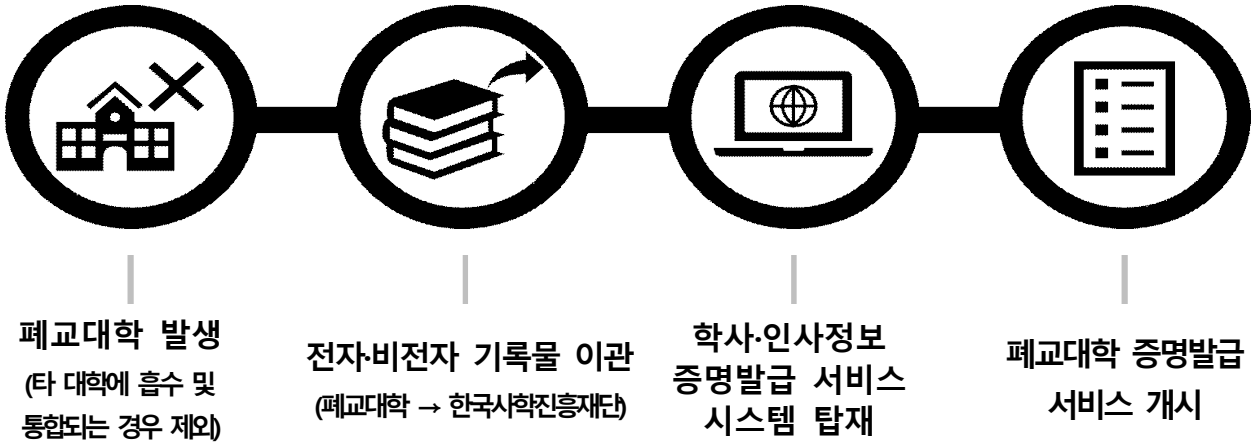 폐교대학 발생
(타 대학에 흡수 및
통합되는 경우 제외)
전자·비전자 기록물 이관
(폐교대학 → 한국사학진흥재단)
학사·인사정보
증명발급 서비스
시스템 탑재
폐교대학 증명발급
서비스 개시